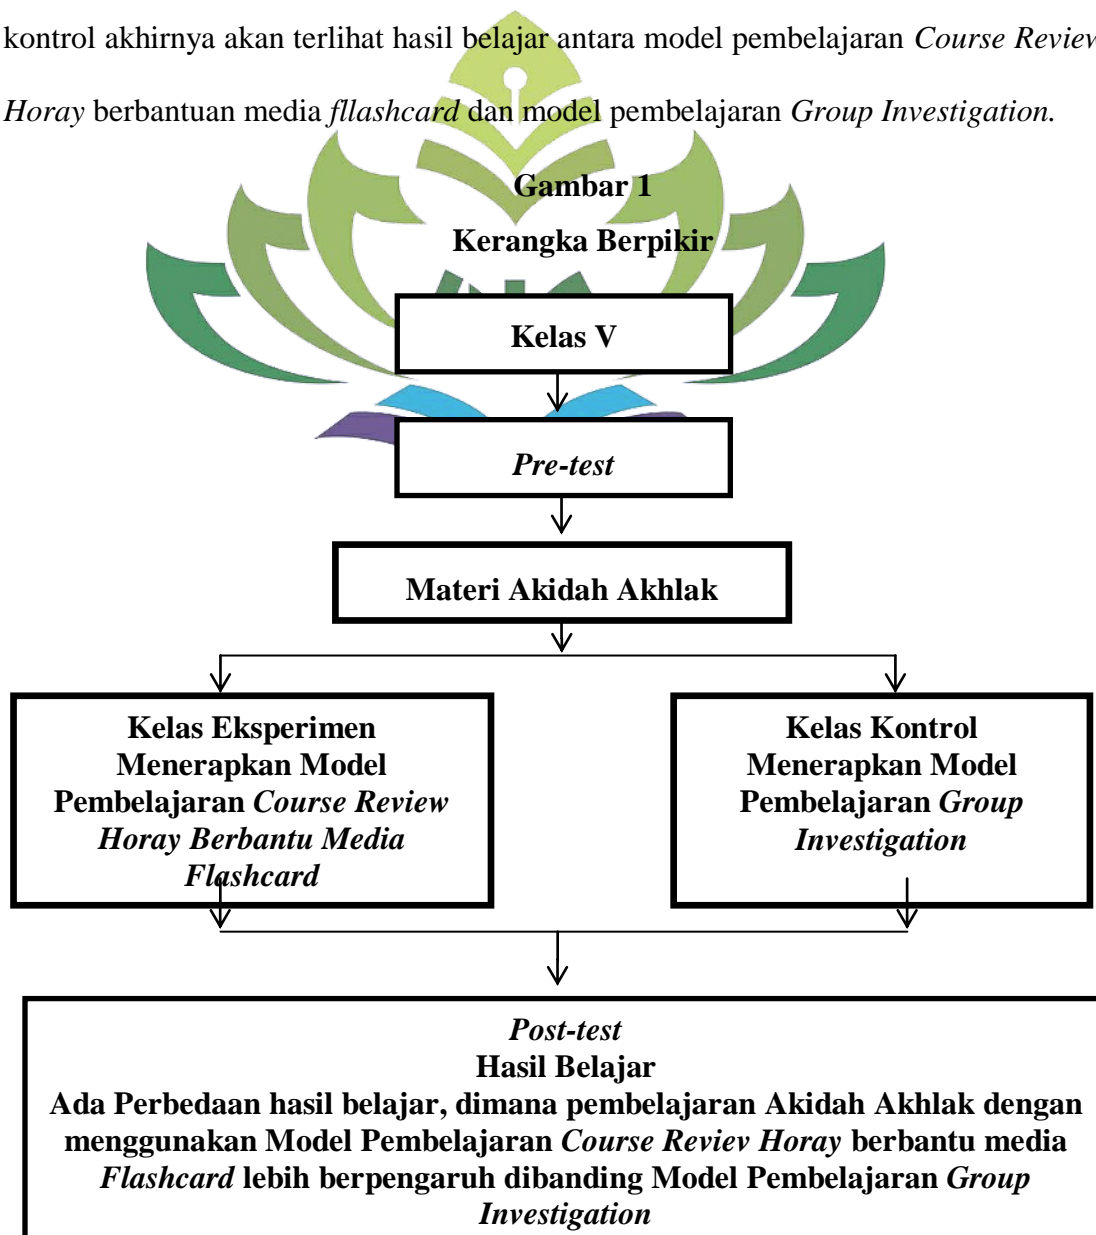 kontrol akhirnya akan terlihat hasil belajar antara model pembelajaran Course Review
Horay berbantuan media fllashcard dan model pembelajaran Group Investigation.
Gambar 1
Kerangka Berpikir
Kelas V
Pre-test
Materi Akidah Akhlak
Kelas Eksperimen
Menerapkan Model
Pembelajaran Course Review
Horay Berbantu Media
Flashcard
Kelas Kontrol
Menerapkan Model
Pembelajaran Group
Investigation
Post-test
Hasil Belajar
Ada Perbedaan hasil belajar, dimana pembelajaran Akidah Akhlak dengan
menggunakan Model Pembelajaran Course Reviev Horay berbantu media
Flashcard lebih berpengaruh dibanding Model Pembelajaran Group
Investigation